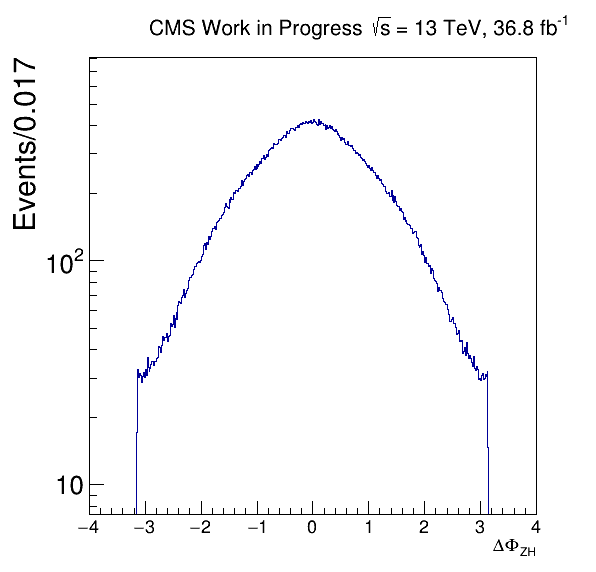 CMS Work in Progress √s = 13 TeV, 36.8 fb⁻¹
Events/0.017
10²
10
−4 −3 −2 −1 0 1 2 3 4
ΔΦ_ZH